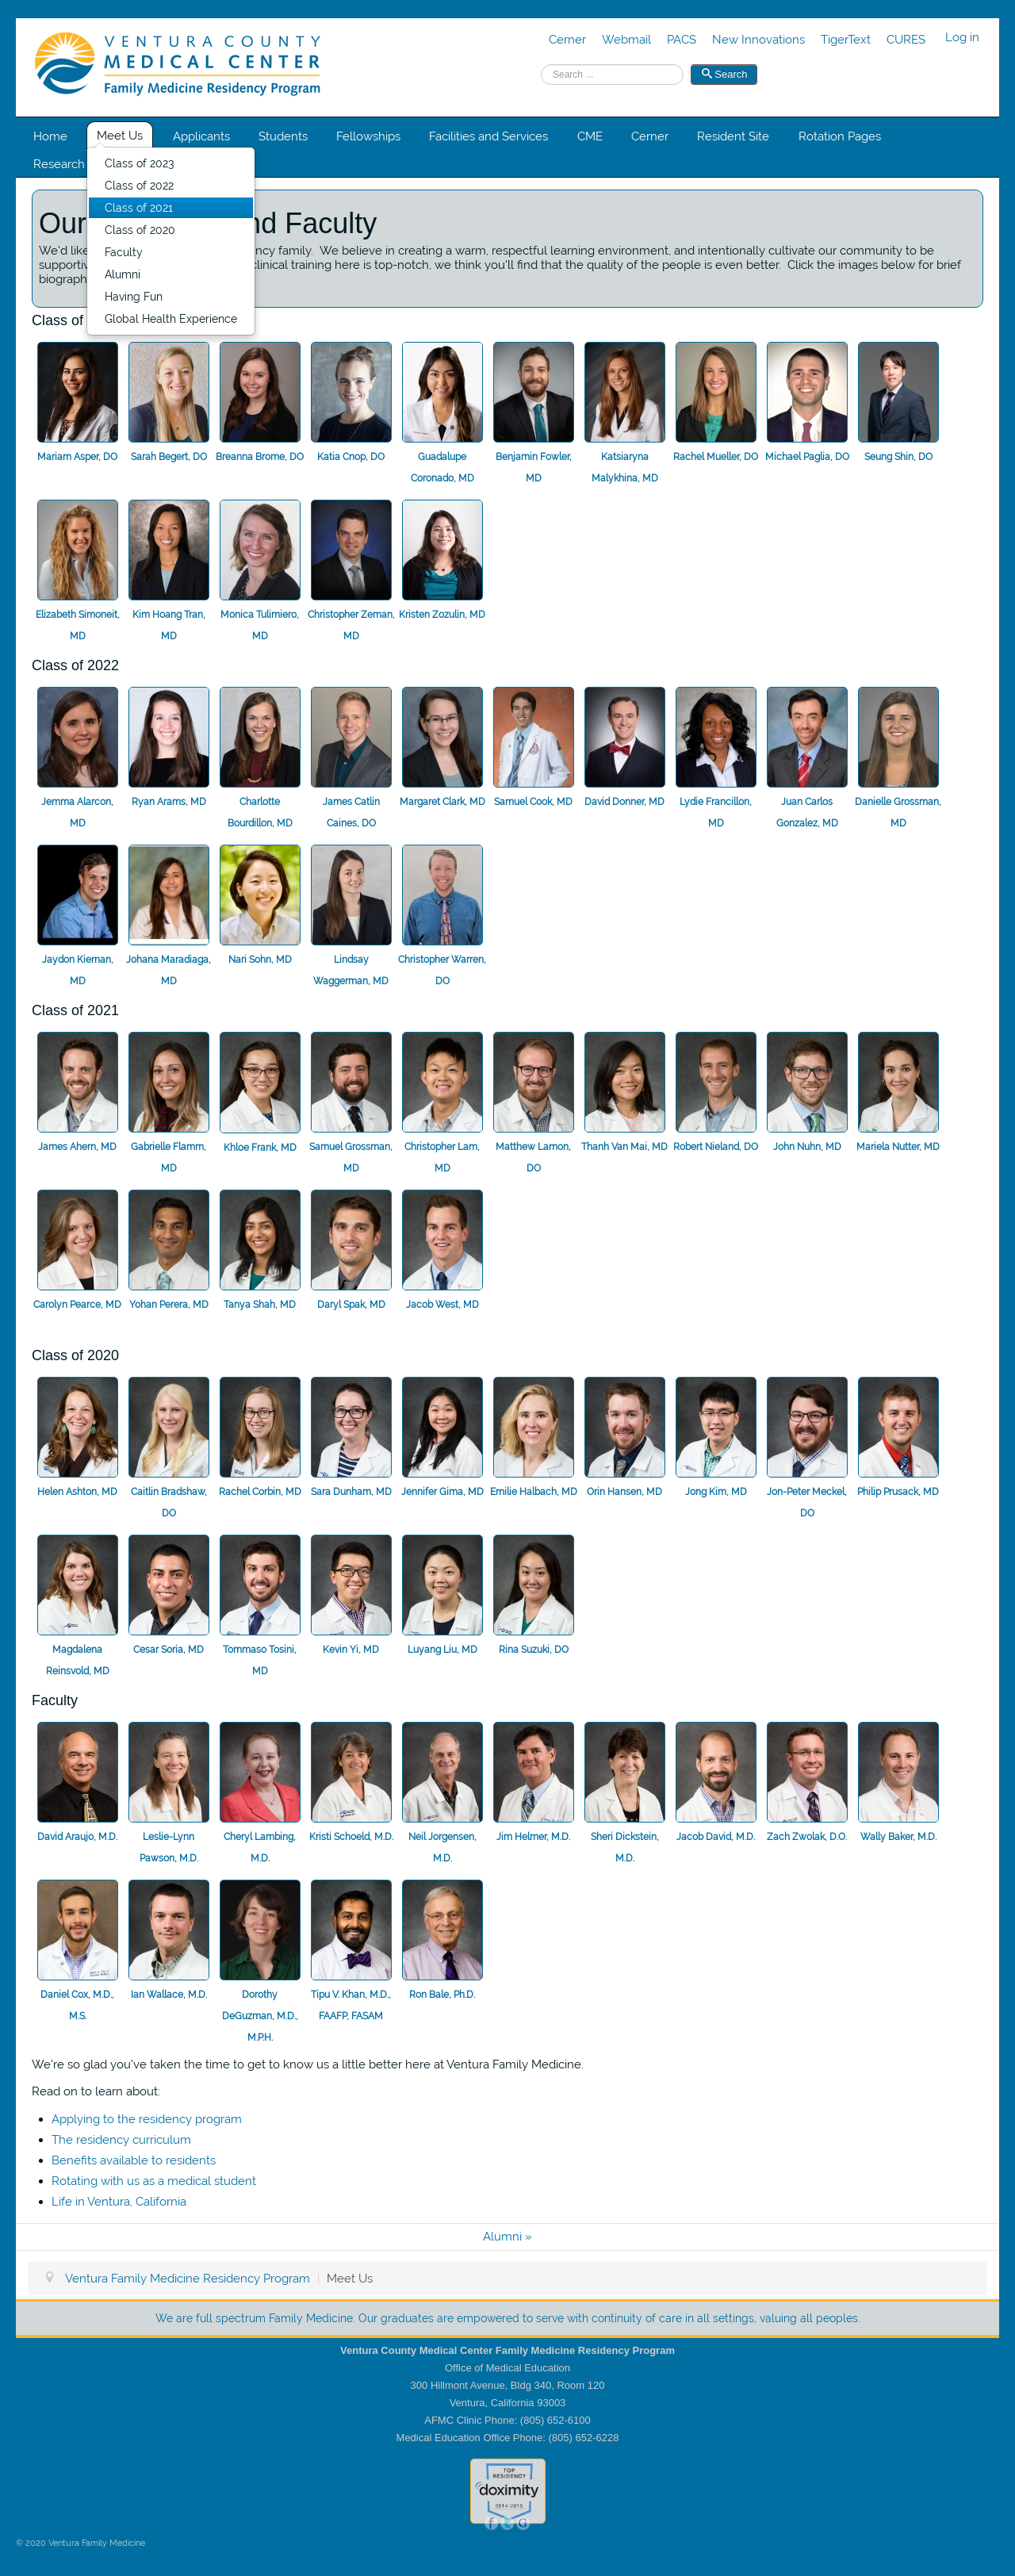 VENTURA COUNTY
MEDICAL CENTER
Family Medicine Residency Program
Cerner Webmail PACS New Innovations TigerText CURES Log in
Search ... Search
Home Meet Us Applicants Students Fellowships Facilities and Services CME Cerner Resident Site Rotation Pages
Research
Class of 2023
Class of 2022
Class of 2021
Class of 2020
Faculty
Alumni
Having Fun
Global Health Experience
Our nd Faculty
We'd like ency family. We believe in creating a warm, respectful learning environment, and intentionally cultivate our community to be
supportiv clinical training here is top-notch, we think you'll find that the quality of the people is even better. Click the images below for brief
biograph
Class of
Mariam Asper, DO Sarah Begert, DO Breanna Brome, DO Katia Cnop, DO Guadalupe Benjamin Fowler, Katsiaryna Rachel Mueller, DO Michael Paglia, DO Seung Shin, DO
Coronado, MD MD Malykhina, MD
Elizabeth Simoneit, Kim Hoang Tran, Monica Tulimiero, Christopher Zeman, Kristen Zozulin, MD
MD MD MD MD
Class of 2022
Jemma Alarcon, Ryan Arams, MD Charlotte James Catlin Margaret Clark, MD Samuel Cook, MD David Donner, MD Lydie Francillon, Juan Carlos Danielle Grossman,
MD Bourdillon, MD Caines, DO MD Gonzalez, MD MD
Jaydon Kiernan, Johana Maradiaga, Nari Sohn, MD Lindsay Christopher Warren,
MD MD Waggerman, MD DO
Class of 2021
James Ahern, MD Gabrielle Flamm, Khloe Frank, MD Samuel Grossman, Christopher Lam, Matthew Lamon, Thanh Van Mai, MD Robert Nieland, DO John Nuhn, MD Mariela Nutter, MD
MD MD MD DO
Carolyn Pearce, MD Yohan Perera, MD Tanya Shah, MD Daryl Spak, MD Jacob West, MD
Class of 2020
Helen Ashton, MD Caitlin Bradshaw, Rachel Corbin, MD Sara Dunham, MD Jennifer Gima, MD Emilie Halbach, MD Orin Hansen, MD Jong Kim, MD Jon-Peter Meckel, Philip Prusack, MD
DO DO
Magdalena Cesar Soria, MD Tommaso Tosini, Kevin Yi, MD Luyang Liu, MD Rina Suzuki, DO
Reinsvold, MD MD
Faculty
David Araujo, M.D. Leslie-Lynn Cheryl Lambing, Kristi Schoeld, M.D. Neil Jorgensen, Jim Helmer, M.D. Sheri Dickstein, Jacob David, M.D. Zach Zwolak, D.O. Wally Baker, M.D.
Pawson, M.D. M.D. M.D. M.D.
Daniel Cox, M.D., Ian Wallace, M.D. Dorothy Tipu V. Khan, M.D., Ron Bale, Ph.D.
M.S. DeGuzman, M.D., FAAFP, FASAM
M.P.H.
We're so glad you've taken the time to get to know us a little better here at Ventura Family Medicine.
Read on to learn about:
Applying to the residency program
The residency curriculum
Benefits available to residents
Rotating with us as a medical student
Life in Ventura, California
Alumni »
Ventura Family Medicine Residency Program | Meet Us
We are full spectrum Family Medicine. Our graduates are empowered to serve with continuity of care in all settings, valuing all peoples.
Ventura County Medical Center Family Medicine Residency Program
Office of Medical Education
300 Hillmont Avenue, Bldg 340, Room 120
Ventura, California 93003
AFMC Clinic Phone: (805) 652-6100
Medical Education Office Phone: (805) 652-6228
TOP
RESIDENCY
doximity
2014-2015
f G
© 2020 Ventura Family Medicine